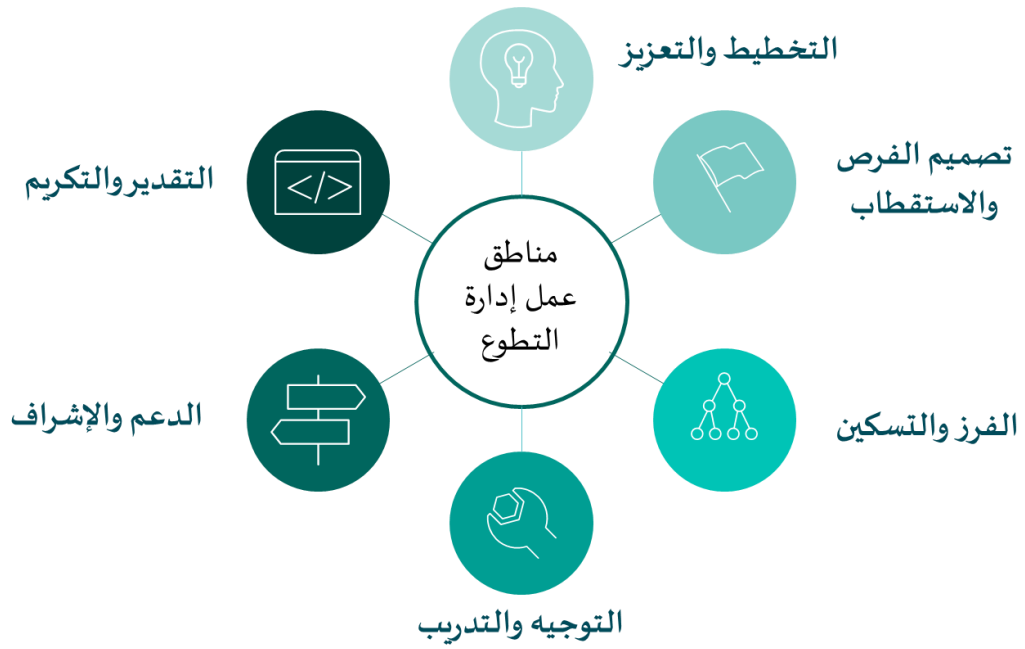 التخطيط والتعزيز
تصميم الفرص
والاستقطاب
الفرز والتسكين
التوجيه والتدريب
الدعم والإشراف
التقدير والتكريم
مناطق
عمل إدارة
التطوع